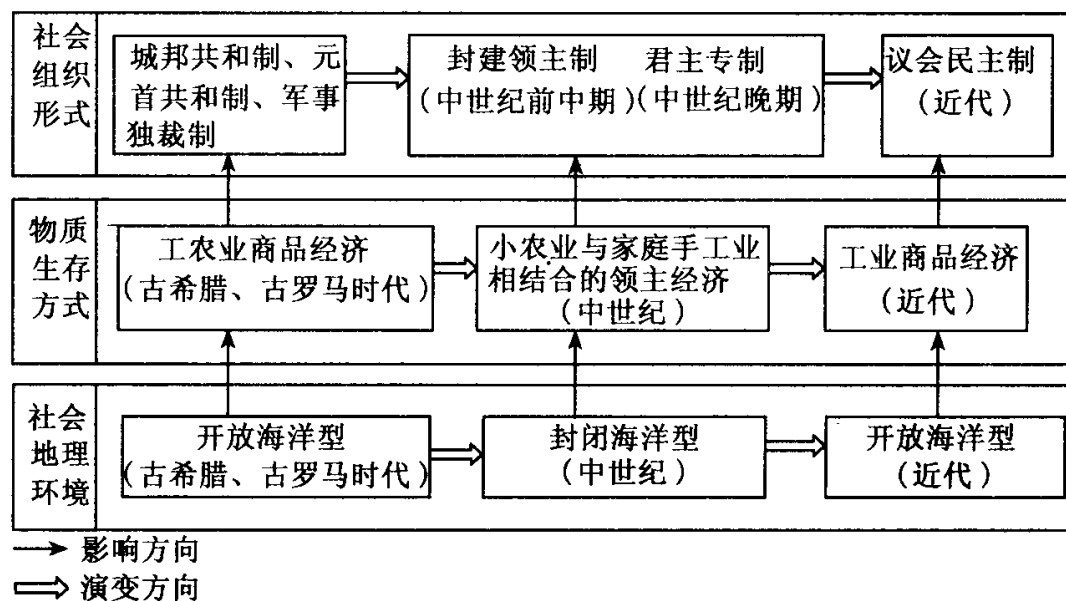 社会
组织
形式
城邦共和制、元
首共和制、军事
独裁制
封建领主制 君主专制
(中世纪前中期)(中世纪晚期)
议会民主制
(近代)
物质
生存
方式
工农业商品经济
(古希腊、古罗马时代)
小农业与家庭手工业
相结合的领主经济
(中世纪)
工业商品经济
(近代)
社会
地理
环境
开放海洋型
(古希腊、古罗马时代)
封闭海洋型
(中世纪)
开放海洋型
(近代)
影响方向
演变方向